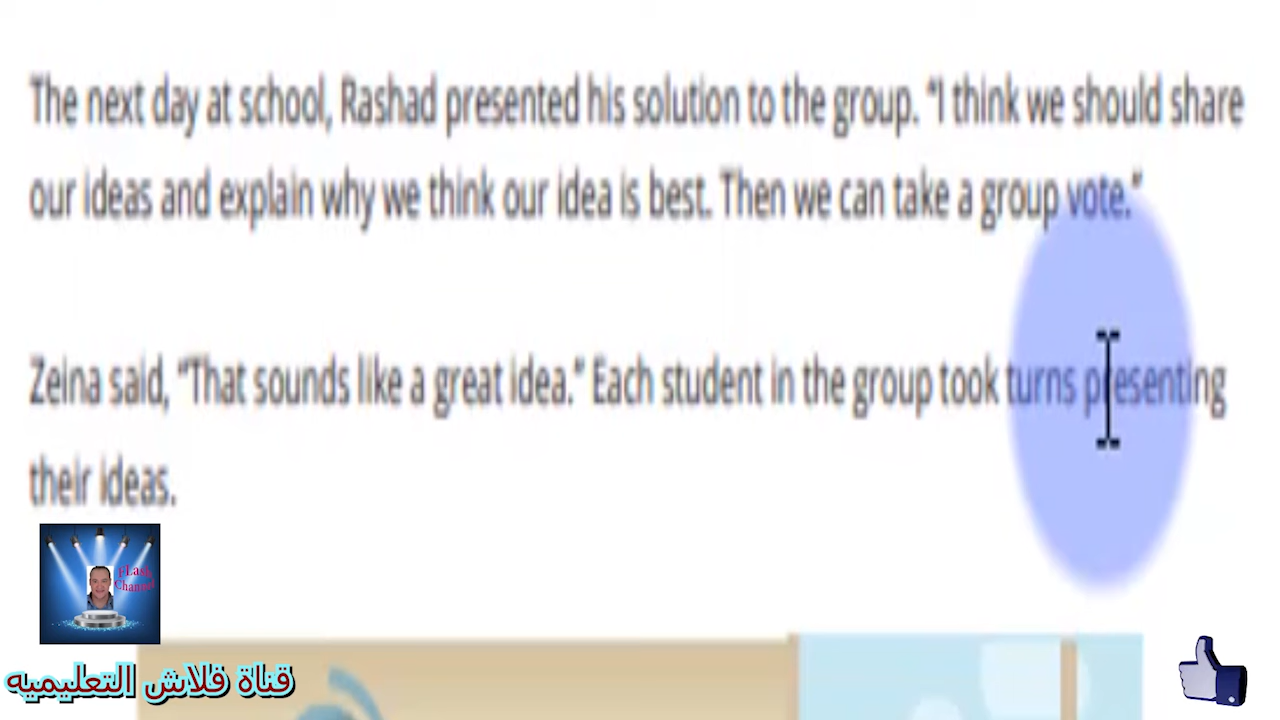 The next day at school, Rashad presented his solution to the group. “I think we should share
our ideas and explain why we think our idea is best. Then we can take a group vote.”
Zeina said, “That sounds like a great idea.” Each student in the group took turns presenting
their ideas.
FLash
Channel
قناة فلاش التعليميه